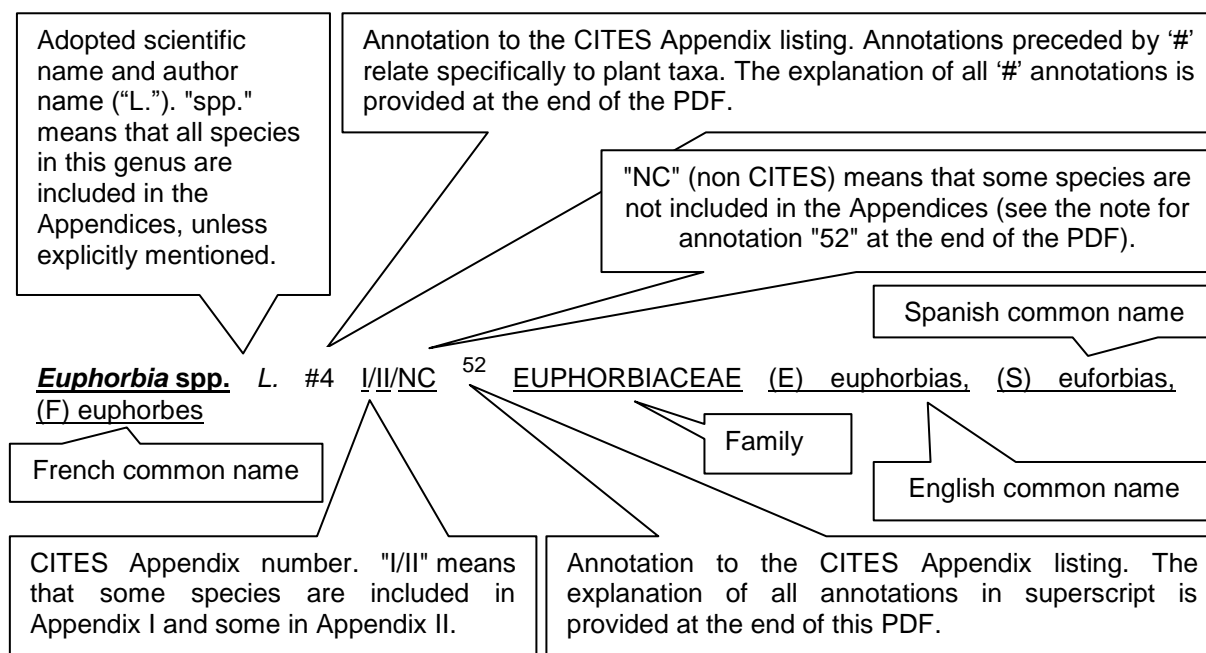 Adopted scientific
name and author
name (“L.”). "spp."
means that all species
in this genus are
included in the
Appendices, unless
explicitly mentioned.
Annotation to the CITES Appendix listing. Annotations preceded by ‘#’
relate specifically to plant taxa. The explanation of all ‘#’ annotations is
provided at the end of the PDF.
"NC" (non CITES) means that some species are
not included in the Appendices (see the note for
annotation "52" at the end of the PDF).
Spanish common name
Euphorbia spp. L. #4 I/II/NC 52 EUPHORBIACEAE (E) euphorbias, (S) euforbias,
(F) euphorbes
French common name
Family
English common name
CITES Appendix number. "I/II" means
that some species are included in
Appendix I and some in Appendix II.
Annotation to the CITES Appendix listing. The
explanation of all annotations in superscript is
provided at the end of this PDF.